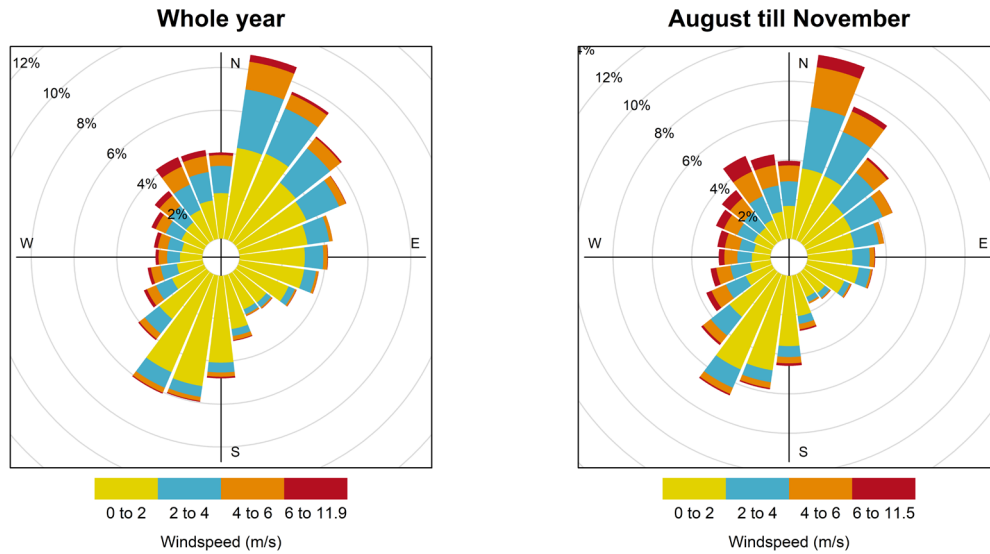 Whole year
12%
10%
8%
6%
4%
2%
N
W
E
S
0 to 2 2 to 4 4 to 6 6 to 11.9
Windspeed (m/s)
August till November
12%
10%
8%
6%
4%
2%
N
W
E
S
0 to 2 2 to 4 4 to 6 6 to 11.5
Windspeed (m/s)